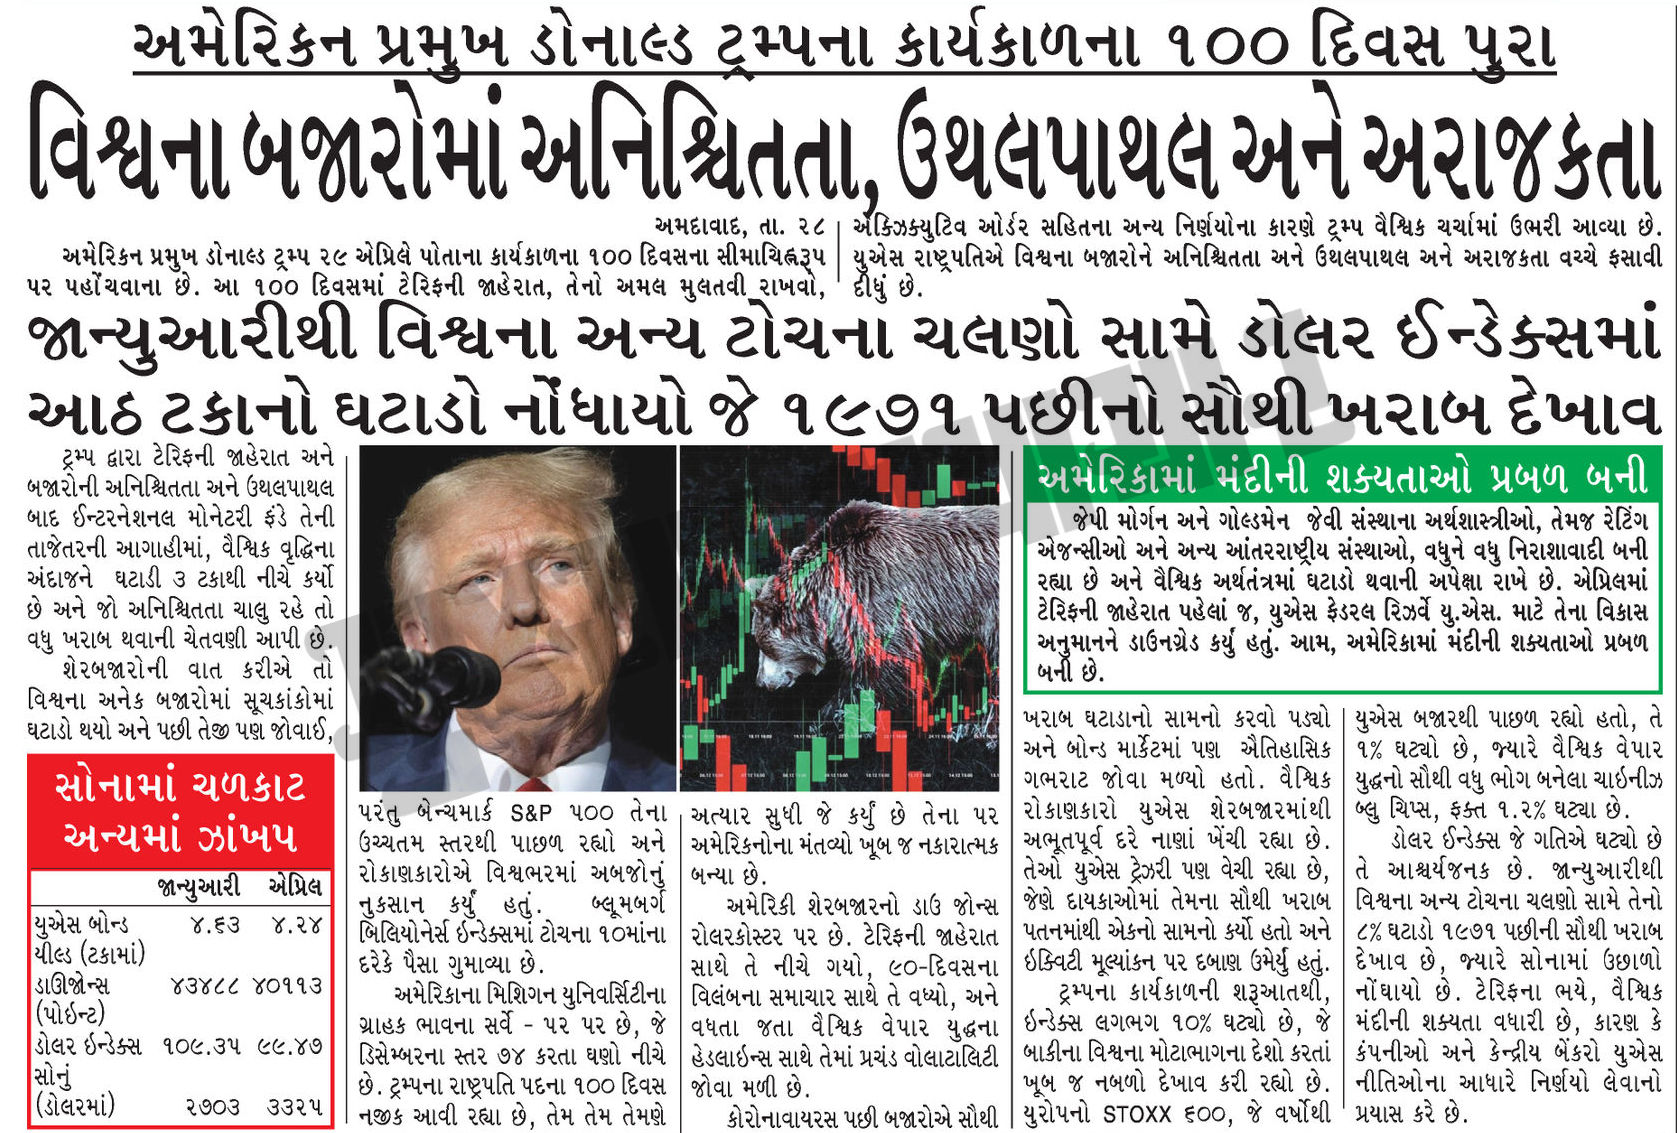 અમેરિકન પ્રમુખ ડોનાલ્ડ ટ્રમ્પના કાર્યકાળના ૧૦૦ દિવસ પુરા
વિશ્વના બજારોમાં અનિશ્ચિતતા, ઉથલપાથલ અને અરાજકતા
અમદાવાદ, તા. ૨૮
અમેરિકન પ્રમુખ ડોનાલ્ડ ટ્રમ્પ ૨૯ એપ્રિલે પોતાના કાર્યકાળના ૧૦૦ દિવસના સીમાચિહ્નરૂપ
પર પહોંચવાના છે. આ ૧૦૦ દિવસમાં ટેરિફની જાહેરાત, તેનો અમલ મુલતવી રાખવો,
એક્ઝિક્યુટિવ ઓર્ડર સહિતના અન્ય નિર્ણયોના કારણે ટ્રમ્પ વૈશ્વિક ચર્ચામાં ઉભરી આવ્યા છે.
યુએસ રાષ્ટ્રપતિએ વિશ્વના બજારોને અનિશ્ચિતતા અને ઉથલપાથલ અને અરાજકતા વચ્ચે ફસાવી
દીધું છે.
જાન્યુઆરીથી વિશ્વના અન્ય ટોચના ચલણો સામે ડોલર ઈન્ડેક્સમાં
આઠ ટકાનો ઘટાડો નોંધાયો જે ૧૯૭૧ પછીનો સૌથી ખરાબ દેખાવ
ટ્રમ્પ દ્વારા ટેરિફની જાહેરાત અને
બજારોની અનિશ્ચિતતા અને ઉથલપાથલ
બાદ ઈન્ટરનેશનલ મોનેટરી ફંડે તેની
તાજેતરની આગાહીમાં, વૈશ્વિક વૃદ્ધિના
અંદાજને ઘટાડી ૩ ટકાથી નીચે કર્યો
છે અને જો અનિશ્ચિતતા ચાલુ રહે તો
વધુ ખરાબ થવાની ચેતવણી આપી છે.
શેરબજારોની વાત કરીએ તો
વિશ્વના અનેક બજારોમાં સૂચકાંકોમાં
ઘટાડો થયો અને પછી તેજી પણ જોવાઈ,
સોનામાં ચળકાટ
અન્યમાં ઝાંખપ
જાન્યુઆરી એપ્રિલ
યુએસ બોન્ડ ૪.૬૩ ૪.૨૪
યીલ્ડ (ટકામાં)
ડાઊજોન્સ ૪૩૪૮૮ ૪૦૧૧૩
(પોઇન્ટ)
ડોલર ઇન્ડેક્સ ૧૦૯.૩૫ ૯૯.૪૭
સોનું
(ડોલરમાં) ૨૭૦૩ ૩૩૨૫
પરંતુ બેન્ચમાર્ક S&P ૫૦૦ તેના
ઉચ્ચતમ સ્તરથી પાછળ રહ્યો અને
રોકાણકારોએ વિશ્વભરમાં અબજોનું
નુકસાન કર્યું હતું. બ્લૂમબર્ગ
બિલિયોનેર્સ ઇન્ડેક્સમાં ટોચના ૧૦માંના
દરેકે પૈસા ગુમાવ્યા છે.
અમેરિકાના મિશિગન યુનિવર્સિટીના
ગ્રાહક ભાવના સર્વે - ૫૨ પર છે, જે
ડિસેમ્બરના સ્તર ૭૪ કરતા ઘણો નીચે
છે. ટ્રમ્પના રાષ્ટ્રપતિ પદના ૧૦૦ દિવસ
નજીક આવી રહ્યા છે, તેમ તેમ તેમણે
અત્યાર સુધી જે કર્યું છે તેના પર
અમેરિકનોના મંતવ્યો ખૂબ જ નકારાત્મક
બન્યા છે.
અમેરિકી શેરબજારનો ડાઉ જોન્સ
રોલરકોસ્ટર પર છે. ટેરિફની જાહેરાત
સાથે તે નીચે ગયો, ૯૦-દિવસના
વિલંબના સમાચાર સાથે તે વધ્યો, અને
વધતા જતા વૈશ્વિક વેપાર યુદ્ધના
હેડલાઇન્સ સાથે તેમાં પ્રચંડ વોલાટાલિટી
જોવા મળી છે.
કોરોનાવાયરસ પછી બજારોએ સૌથી
અમેરિકામાં મંદીની શક્યતાઓ પ્રબળ બની
જેપી મોર્ગન અને ગોલ્ડમેન જેવી સંસ્થાના અર્થશાસ્ત્રીઓ, તેમજ રેટિંગ
એજન્સીઓ અને અન્ય આંતરરાષ્ટ્રીય સંસ્થાઓ, વધુને વધુ નિરાશાવાદી બની
રહ્યા છે અને વૈશ્વિક અર્થતંત્રમાં ઘટાડો થવાની અપેક્ષા રાખે છે. એપ્રિલમાં
ટેરિફની જાહેરાત પહેલાં જ, યુએસ ફેડરલ રિઝર્વે યુ.એસ. માટે તેના વિકાસ
અનુમાનને ડાઉનગ્રેડ કર્યું હતું. આમ, અમેરિકામાં મંદીની શક્યતાઓ પ્રબળ
બની છે.
ખરાબ ઘટાડાનો સામનો કરવો પડ્યો
અને બોન્ડ માર્કેટમાં પણ ઐતિહાસિક
ગભરાટ જોવા મળ્યો હતો. વૈશ્વિક
રોકાણકારો યુએસ શેરબજારમાંથી
અભૂતપૂર્વ દરે નાણાં ખેંચી રહ્યા છે.
તેઓ યુએસ ટ્રેઝરી પણ વેચી રહ્યા છે,
જેણે દાયકાઓમાં તેમના સૌથી ખરાબ
પતનમાંથી એકનો સામનો કર્યો હતો અને
ઇક્વિટી મૂલ્યાંકન પર દબાણ ઉમેર્યું હતું.
ટ્રમ્પના કાર્યકાળની શરૂઆતથી,
ઇન્ડેક્સ લગભગ ૧૦% ઘટ્યો છે, જે
બાકીના વિશ્વના મોટાભાગના દેશો કરતાં
ખૂબ જ નબળો દેખાવ કરી રહ્યો છે.
યુરોપનો STOXX ૬૦૦, જે વર્ષોથી
યુએસ બજારથી પાછળ રહ્યો હતો, તે
૧% ઘટ્યો છે, જ્યારે વૈશ્વિક વેપાર
યુદ્ધનો સૌથી વધુ ભોગ બનેલા ચાઇનીઝ
બ્લુ ચિપ્સ, ફક્ત ૧.૨% ઘટ્યા છે.
ડોલર ઈન્ડેક્સ જે ગતિએ ઘટ્યો છે
તે આશ્ચર્યજનક છે. જાન્યુઆરીથી
વિશ્વના અન્ય ટોચના ચલણો સામે તેનો
૮% ઘટાડો ૧૯૭૧ પછીની સૌથી ખરાબ
દેખાવ છે, જ્યારે સોનામાં ઉછાળો
નોંઘાયો છે. ટેરિફના ભયે, વૈશ્વિક
મંદીની શક્યતા વધારી છે, કારણ કે
કંપનીઓ અને કેન્દ્રીય બેંકરો યુએસ
નીતિઓના આધારે નિર્ણયો લેવાનો
પ્રયાસ કરે છે.